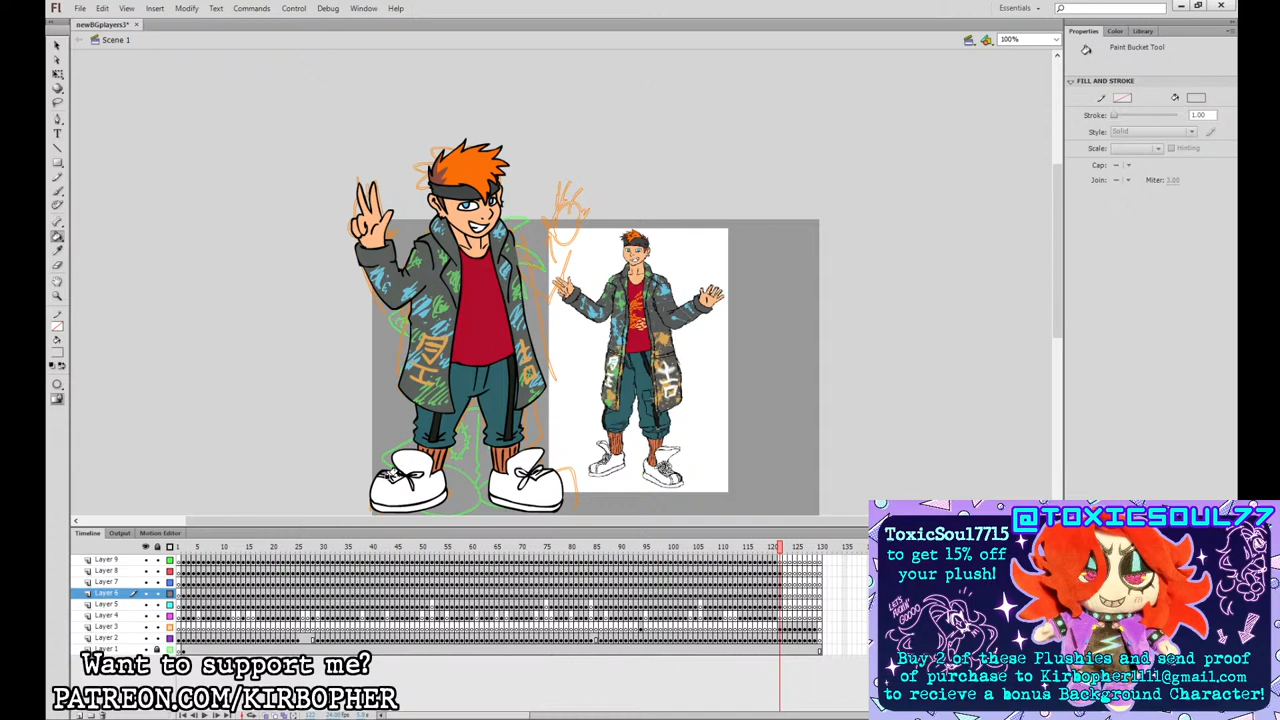 Fl File Edit View Insert Modify Text Commands Control Debug Window Help Essentials
newBGplayers3* ×
Scene 1 100%
Properties Color Library
Paint Bucket Tool
FILL AND STROKE
Stroke: 1.00
Style: Solid
Scale: Hinting
Cap:
Join: Miter: 3.00
Timeline Output Motion Editor
1 5 10 15 20 25 30 35 40 45 50 55 60 65 70 75 80 85 90 95 100 105 110 115 120 125 130 135
Layer 9
Layer 8
Layer 7
Layer 6
Layer 5
Layer 4
Layer 3
Layer 2
Layer 1
Want to support me?
PATREON.COM/KIRBOPHER
@TOXICSOUL77
ToxicSoul7715
to get 15% off
your plush!
LET'S
Buy 2 of these Plushies and send proof
of purchase to Kirbopher1111@gmail.com
to recieve a bonus Background Character!